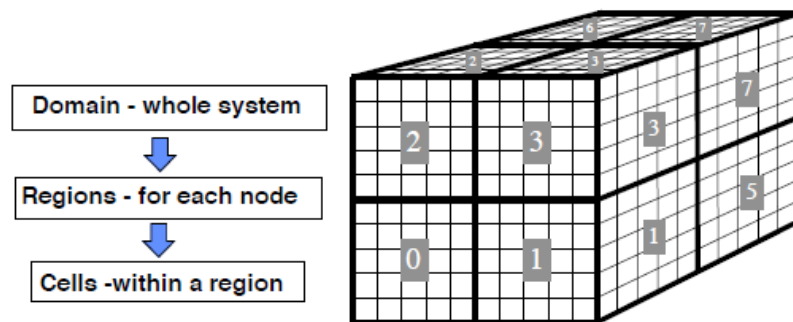 Domain - whole system
Regions - for each node
Cells -within a region
6 7
2 3
2 3 3 7
0 1 1 5